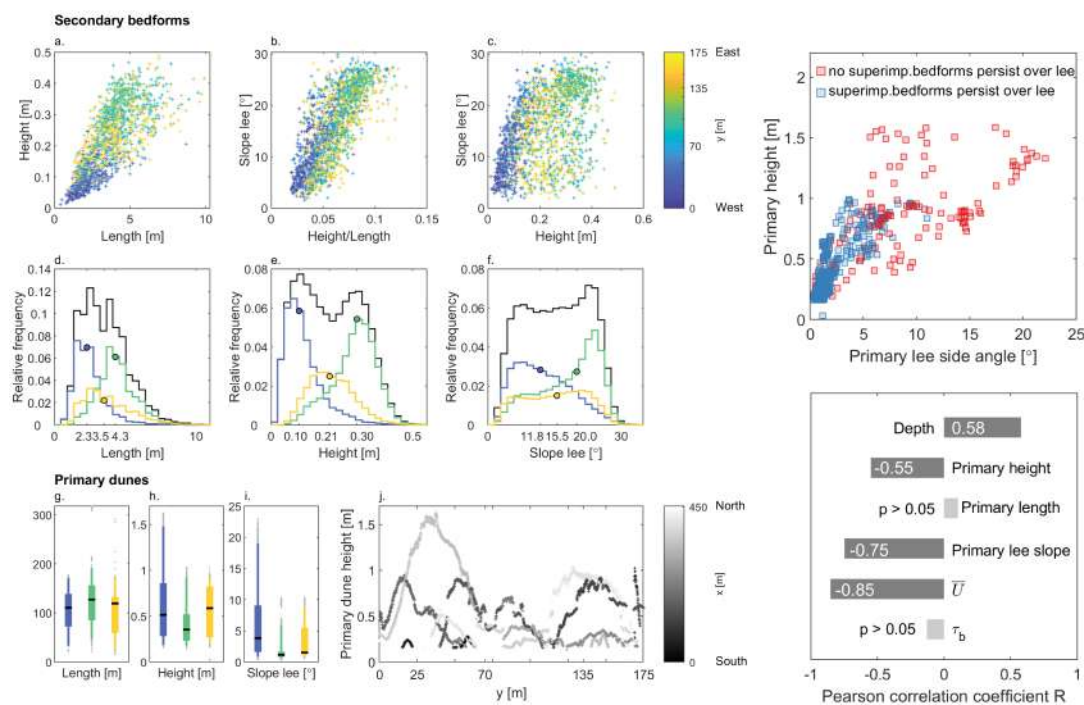 Secondary bedforms
a.
b.
c.
0.5
0.4
0.3
0.2
0.1
0
Height [m]
0
5
10
Length [m]
30
20
10
0
Slope lee [°]
0
0.05
0.1
0.15
Height/Length
30
20
10
0
Slope lee [°]
0
0.2
0.4
0.6
Height [m]
East
175
140
105
70
35
0
y [m]
West
d.
e.
f.
0.14
0.12
0.10
0.08
0.06
0.04
0.02
0
Relative frequency
0
2.3
3.5
4.3
10
Length [m]
0.08
0.06
0.04
0.02
0
Relative frequency
0
0.10
0.21
0.30
0.5
Height [m]
0.08
0.06
0.04
0.02
0
Relative frequency
0
11.8
15.5
20.0
30
Slope lee [°]
Primary dunes
g.
h.
i.
j.
300
200
100
0
Length [m]
1.5
1
0.5
0
Height [m]
25
20
15
10
5
0
Slope lee [°]
1.5
1
0.5
0
Primary dune height [m]
0
25
75
125
175
y [m]
North
450
x [m]
0
South
no superimp.bedforms persist over lee
superimp.bedforms persist over lee
2
1.5
1
0.5
0
Primary height [m]
0
5
10
15
20
25
Primary lee side angle [°]
Depth
0.58
-0.55
Primary height
p > 0.05
Primary length
-0.75
Primary lee slope
-0.85
U̅
p > 0.05
τb
-1
-0.5
0
0.5
1
Pearson correlation coefficient R